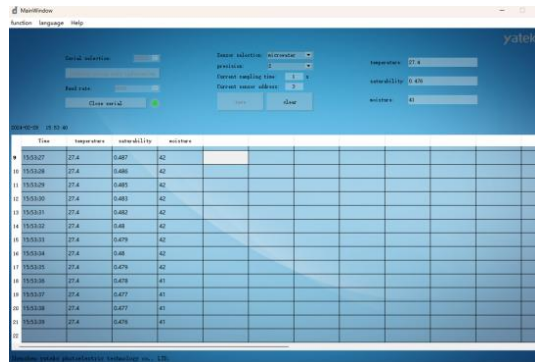 MainWindow
function language Help
yatek
Serial selection
Sensor selection microwater
precision 2
Current sampling time: 1 s
Current sensor address: 3
Baud rate
Close serial
clear
temperature 27.4
saturability 0.476
moisture 41
15:53:40
Time temperature saturability moisture
9 15:53:27 27.4 0.487 42
10 15:53:28 27.4 0.486 42
11 15:53:29 27.4 0.485 42
12 15:53:30 27.4 0.483 42
13 15:53:31 27.4 0.482 42
14 15:53:32 27.4 0.48 42
15 15:53:33 27.4 0.479 42
16 15:53:34 27.4 0.48 42
17 15:53:35 27.4 0.479 42
18 15:53:36 27.4 0.478 41
19 15:53:37 27.4 0.477 41
20 15:53:38 27.4 0.477 41
21 15:53:39 27.4 0.476 41
22
photoelectric technology co., LTD.